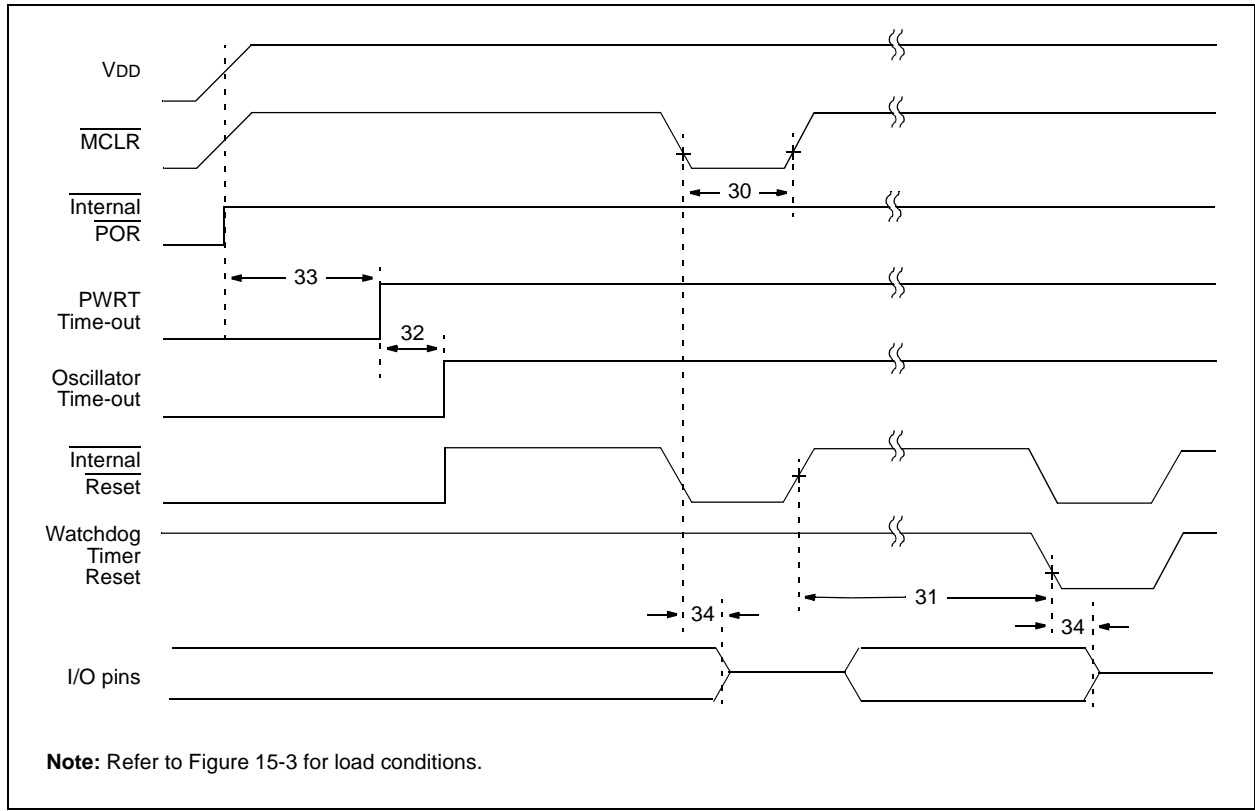 VDD
MCLR
30
Internal
POR
33
PWRT
Time-out
32
Oscillator
Time-out
Internal
Reset
Watchdog
Timer
Reset
31
34
34
I/O pins
Note: Refer to Figure 15-3 for load conditions.